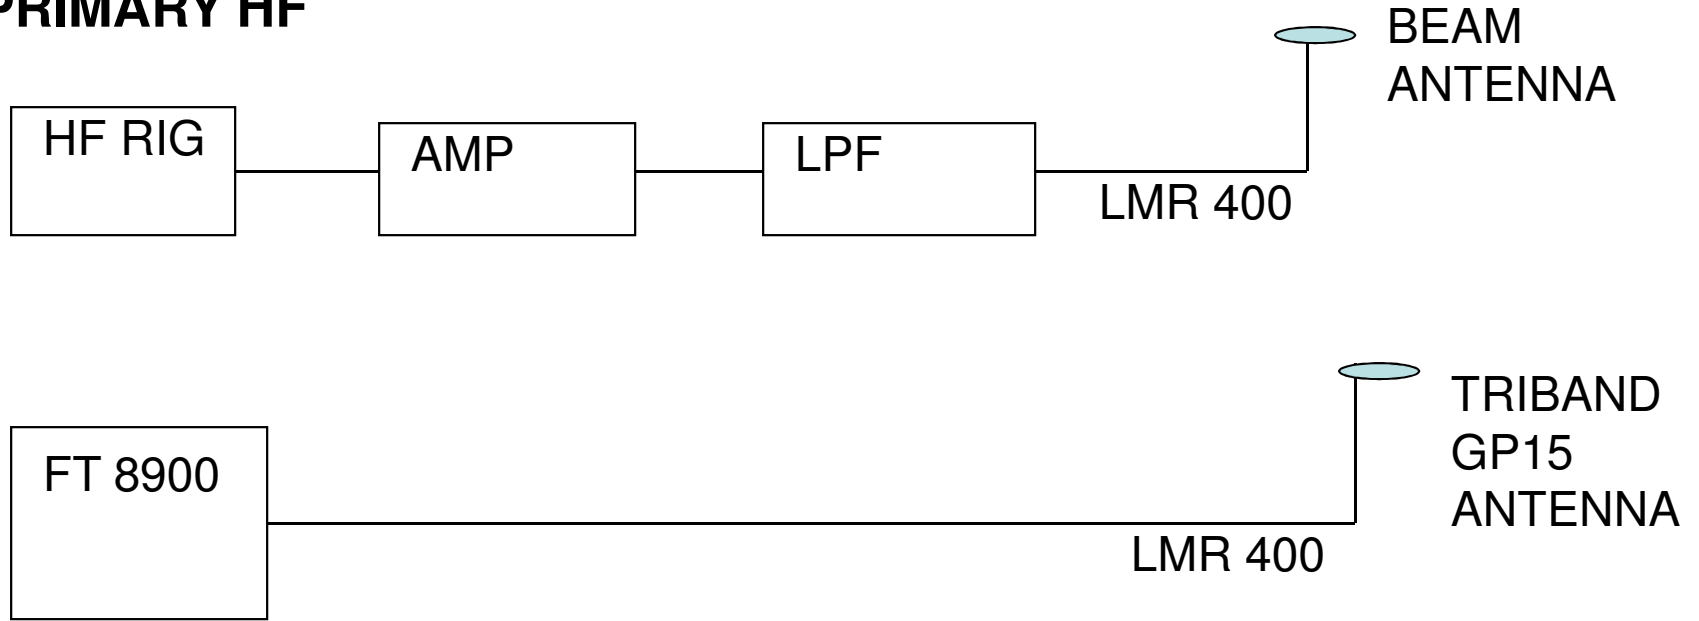 PRIMARY HF
BEAM
ANTENNA
HF RIG
AMP
LPF
LMR 400
TRIBAND
GP15
ANTENNA
FT 8900
LMR 400